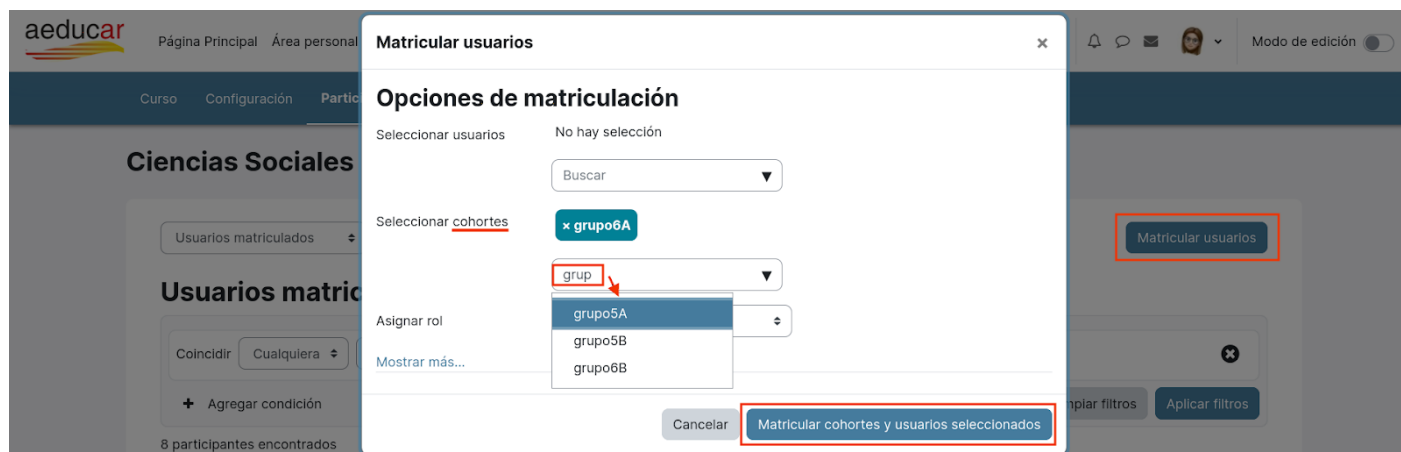 aeducar
Página Principal Área personal
Modo de edición
Curso Configuración Partic
Ciencias Sociales
Usuarios matriculados
Matricular usuarios
Usuarios matric
Coincidir Cualquiera
+ Agregar condición
mpiar filtros Aplicar filtros
8 participantes encontrados
Matricular usuarios ×
Opciones de matriculación
Seleccionar usuarios No hay selección
Buscar ▼
Seleccionar cohortes × grupo6A
grup ▼
grupo5A
grupo5B
grupo6B
Asignar rol
Mostrar más...
Cancelar Matricular cohortes y usuarios seleccionados